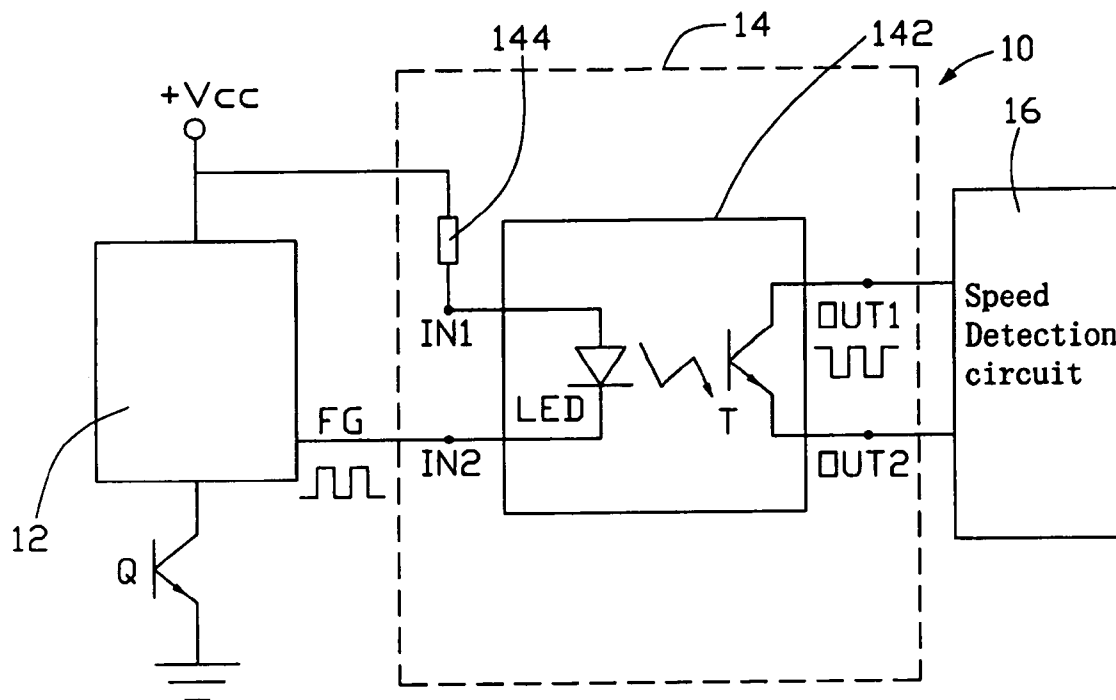 144
14
142
10
+Vcc
16
IN1
OUT1
Speed
Detection
circuit
LED
T
FG
IN2
OUT2
12
Q